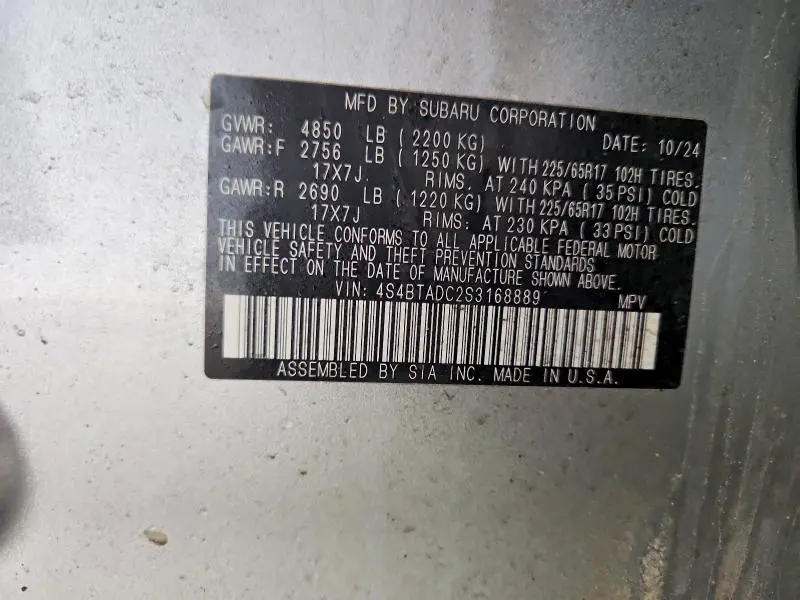 MFD BY SUBARU CORPORATION
GVWR: 4850 LB (2200 KG) DATE: 10/24
GAWR:F 2756 LB (1250 KG) WITH 225/65R17 102H TIRES.
17X7J RIMS. AT 240 KPA (35 PSI) COLD
GAWR:R 2690 LB (1220 KG) WITH 225/65R17 102H TIRES.
17X7J RIMS: AT 230 KPA (33 PSI) COLD
THIS VEHICLE CONFORMS TO ALL APPLICABLE FEDERAL MOTOR
VEHICLE SAFETY AND THEFT PREVENTION STANDARDS
IN EFFECT ON THE DATE OF MANUFACTURE SHOWN ABOVE.
VIN: 4S4BTADC2S3168889 MPV
ASSEMBLED BY SIA INC. MADE IN U.S.A.